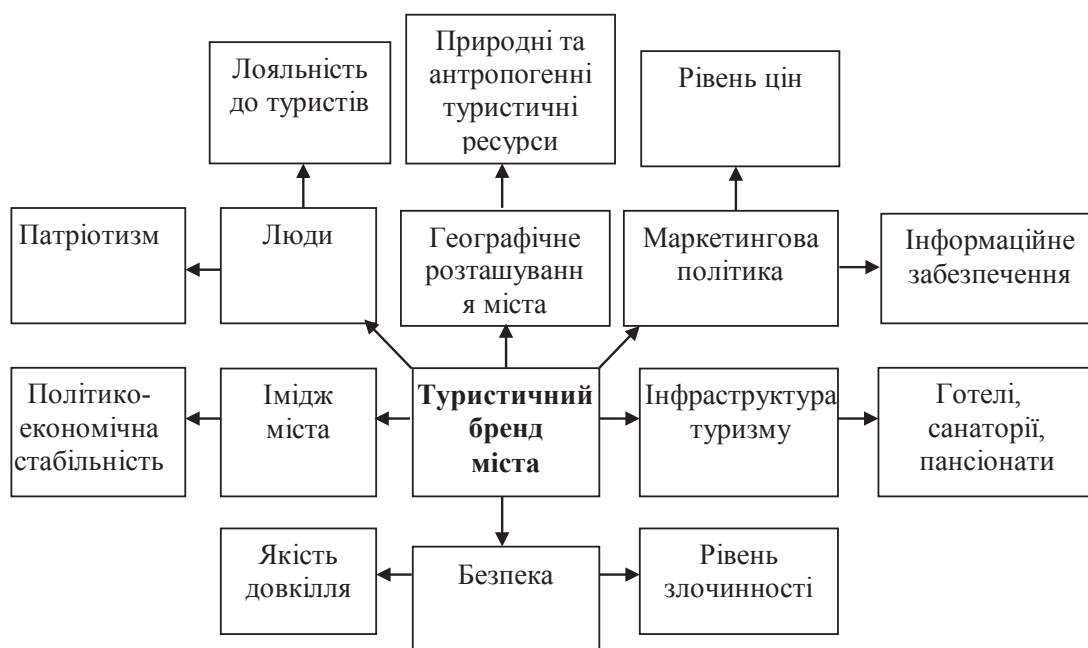 Лояльність
до туристів
Природні та
антропогенні
туристичні
ресурси
Рівень цін
Патріотизм
Люди
Географічне
розташуванн
я міста
Маркетингова
політика
Інформаційне
забезпечення
Політико-
економічна
стабільність
Імідж
міста
Туристичний
бренд
міста
Інфраструктура
туризму
Готелі,
санаторії,
пансіонати
Якість
довкілля
Безпека
Рівень
злочинності